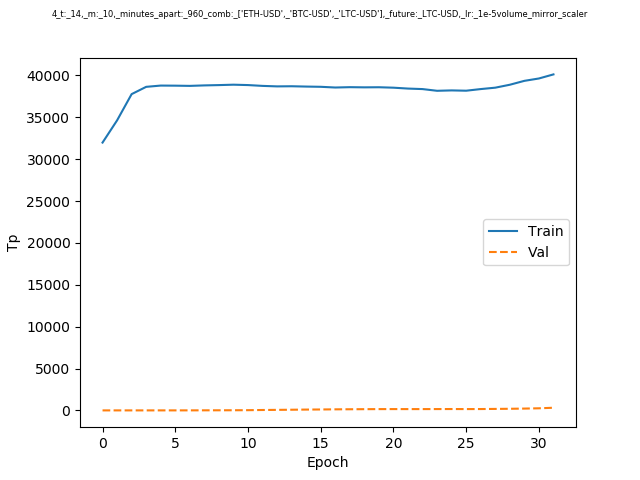 4_t:_14,_m:_10,_minutes_apart:_960_comb:_['ETH-USD',_'BTC-USD',_'LTC-USD'],_future:_LTC-USD,_lr:_1e-5volume_mirror_scaler
40000
35000
30000
25000
20000
15000
10000
5000
0
Tp
Train
Val
0 5 10 15 20 25 30
Epoch